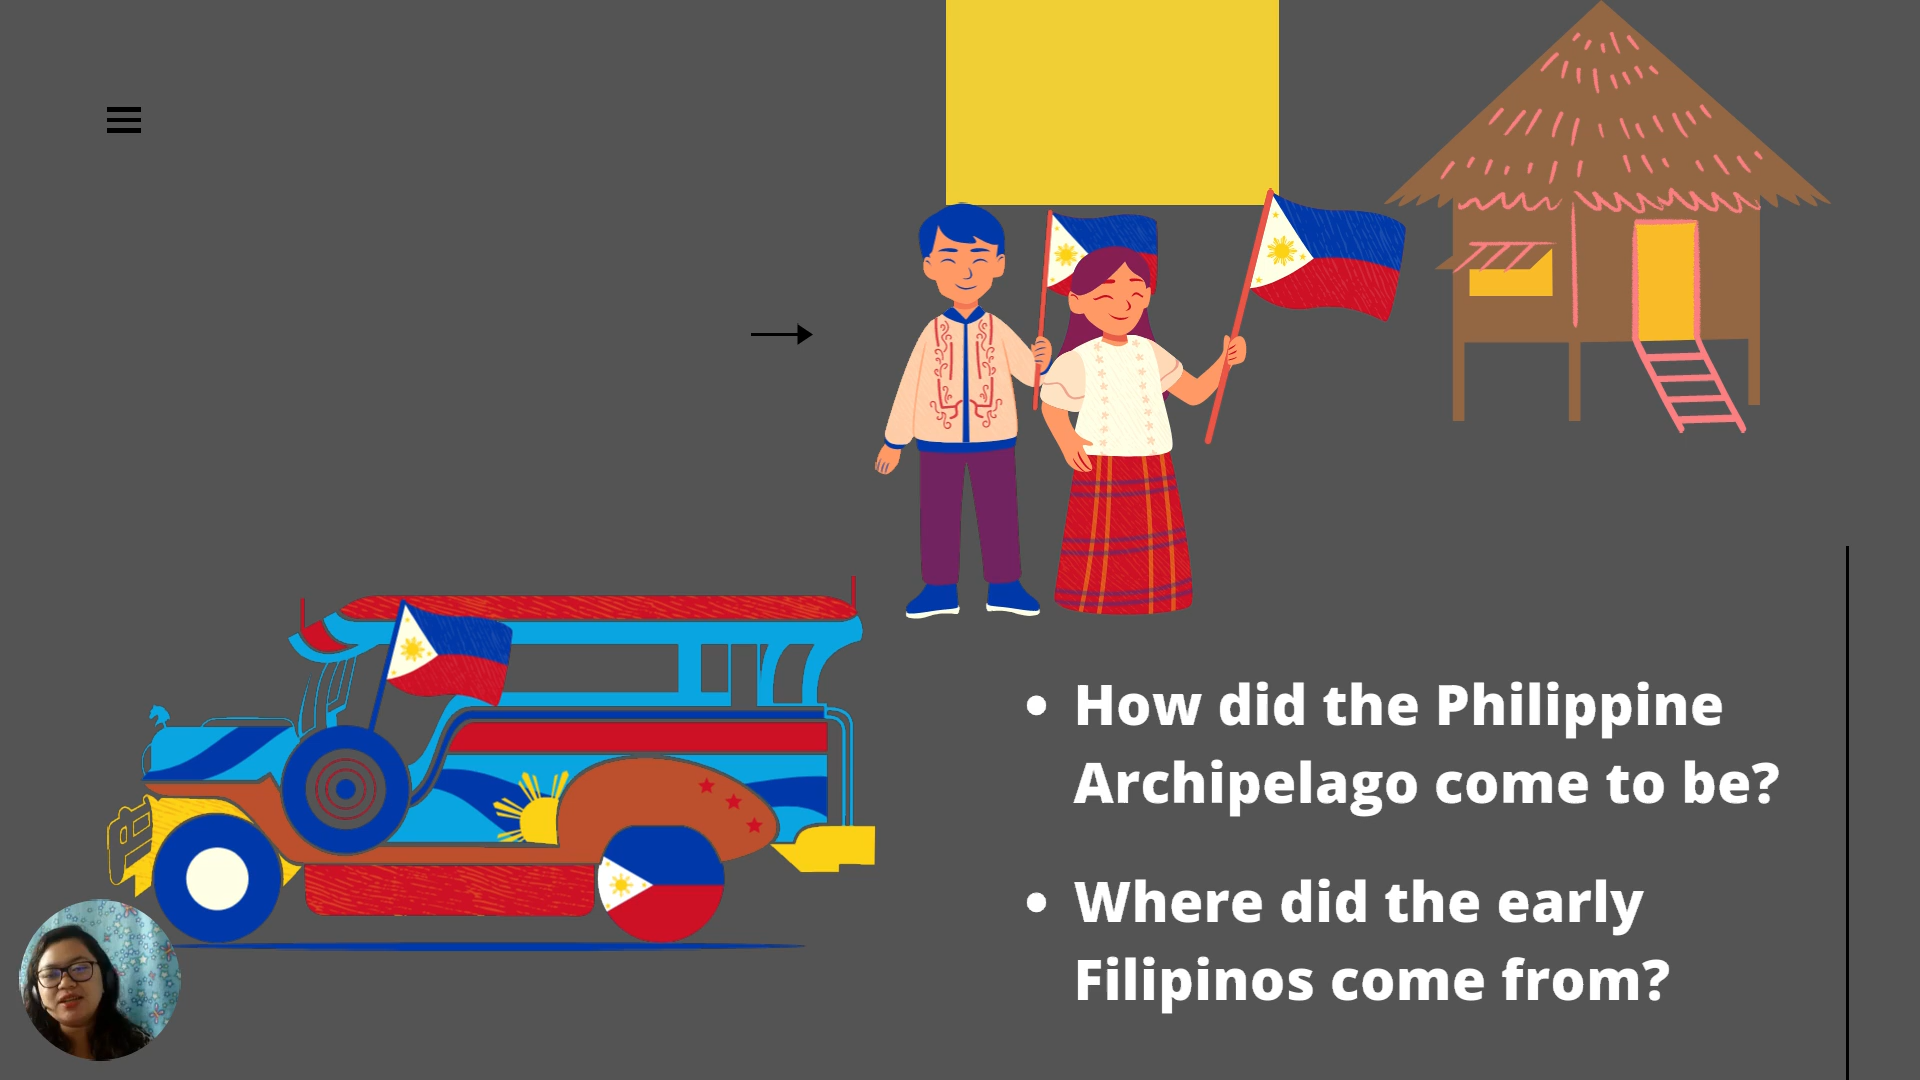 • How did the Philippine
Archipelago come to be?
• Where did the early
Filipinos come from?